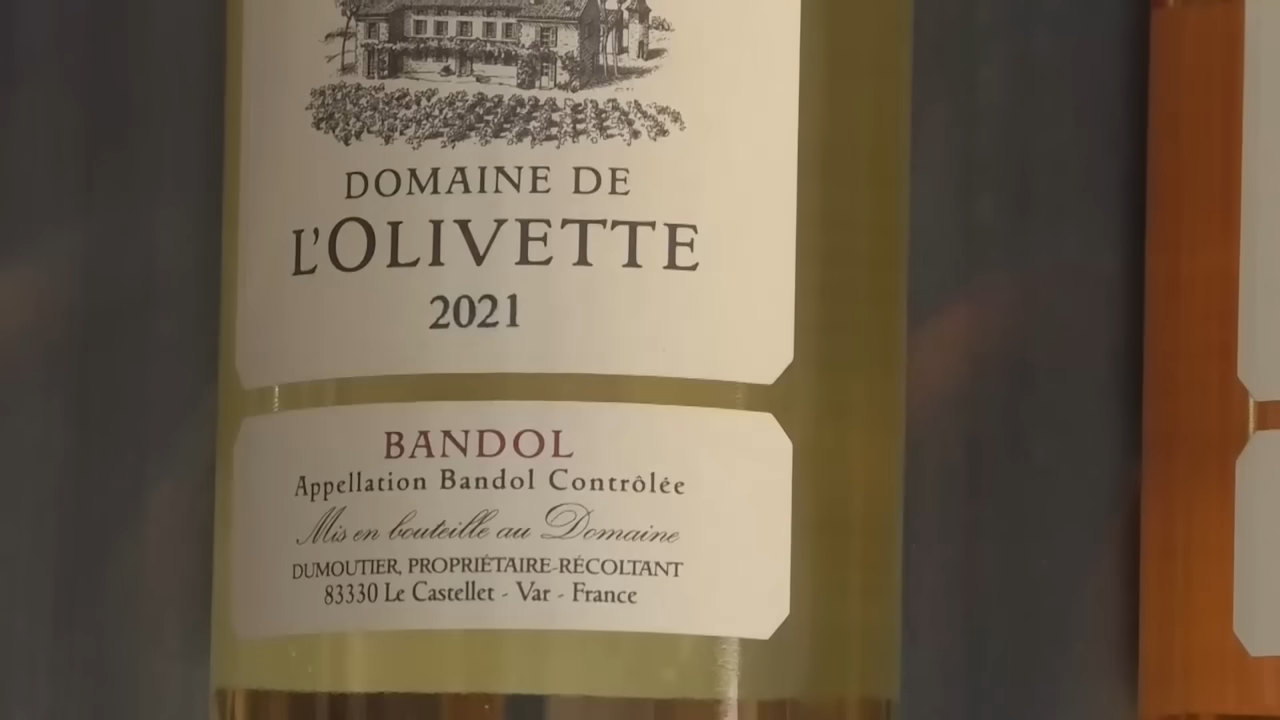 DOMAINE DE
L'OLIVETTE
2021
BANDOL
Appellation Bandol Contrôlée
Mis en bouteille au Domaine
DUMOUTIER, PROPRIÉTAIRE-RÉCOLTANT
83330 Le Castellet - Var - France